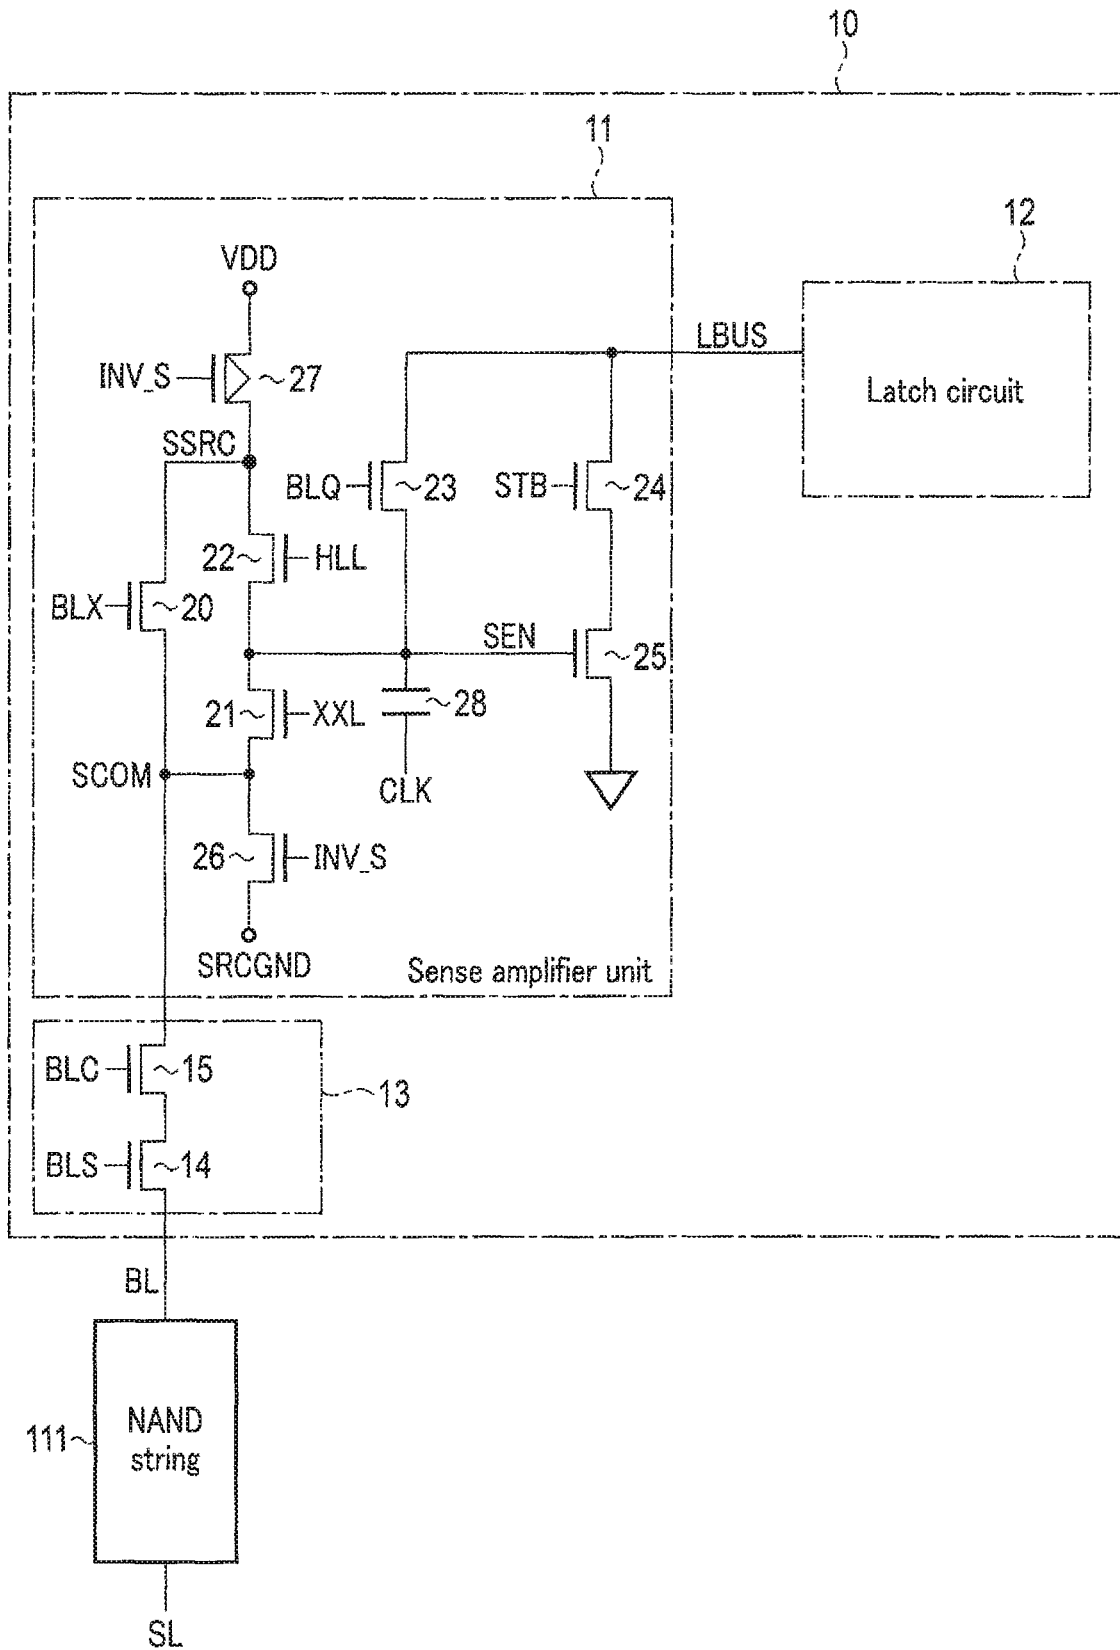 10
11
12
VDD
LBUS
INV_S
27
Latch circuit
SSRC
BLQ
23
STB
24
22
HLL
BLX
20
SEN
25
21
XXL
28
SCOM
CLK
26
INV_S
SRCGND
Sense amplifier unit
BLC
15
13
BLS
14
BL
NAND
string
111
SL